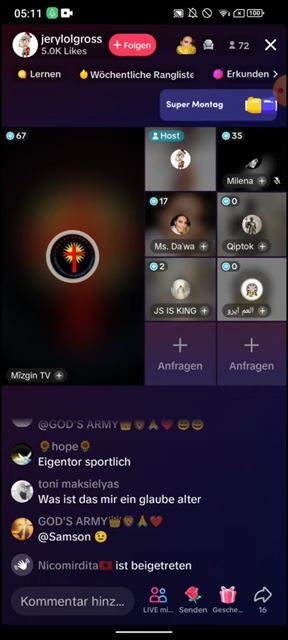 05:11
100
jerylolgross
5.0K Likes
+ Folgen
72
Lernen
Wöchentliche Rangliste
Erkunden
Super Montag
67
Host
35
Milena
17
Ms. Da'wa
0
Qiptok
2
JS IS KING
0
العم ايرو
Mîzgin TV
Anfragen
Anfragen
@GOD'S ARMY👑🦁🙏❤️😄😄
🌻hope🌻
Eigentor sportlich
toni maksielyas
Was ist das mir ein glaube alter
GOD'S ARMY👑🦁🙏❤️
@Samson 😉
Nicomirdita🇦🇱 ist beigetreten
Kommentar hinz...
LIVE mi...
Senden
Gesche...
16